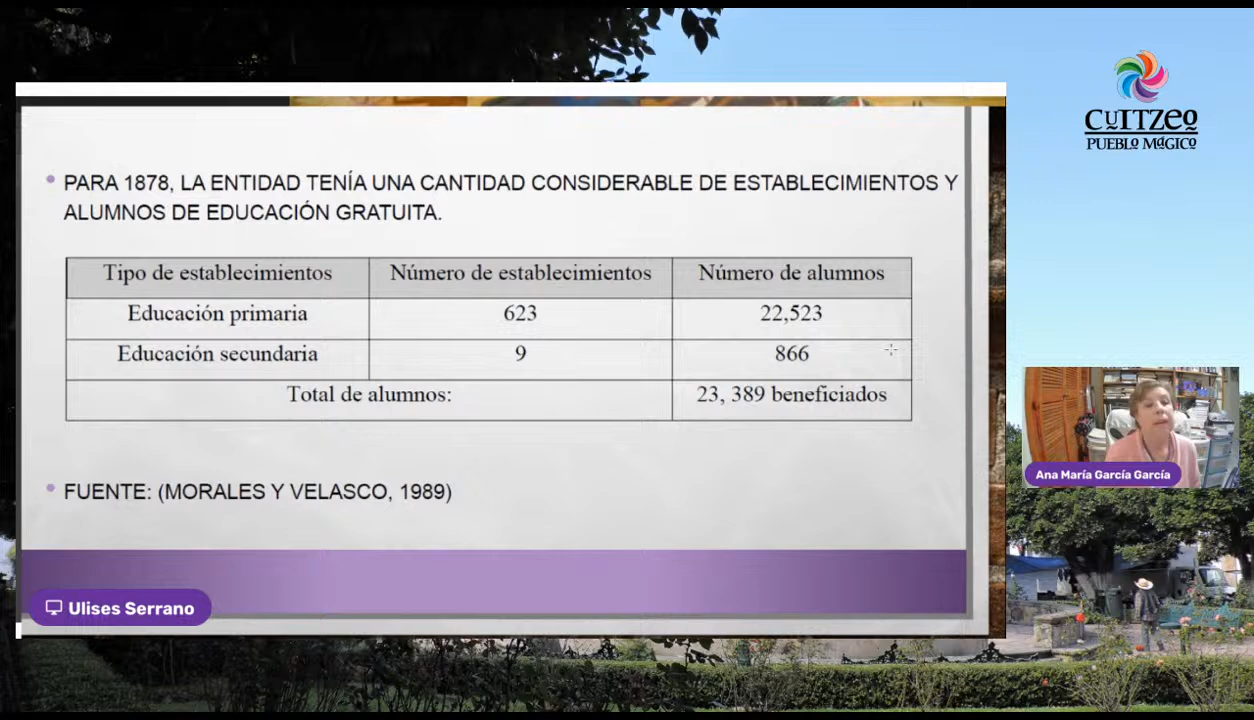 PARA 1878, LA ENTIDAD TENÍA UNA CANTIDAD CONSIDERABLE DE ESTABLECIMIENTOS Y
ALUMNOS DE EDUCACIÓN GRATUITA.
Tipo de establecimientos Número de establecimientos Número de alumnos
Educación primaria 623 22,523
Educación secundaria 9 866
Total de alumnos: 23, 389 beneficiados
FUENTE: (MORALES Y VELASCO, 1989)
Ulises Serrano
CUITZEO
PUEBLO MÁGICO
Ana María García García